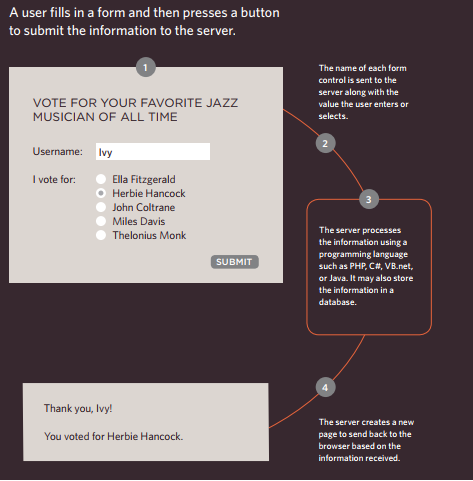 A user fills in a form and then presses a button
to submit the information to the server.
1
VOTE FOR YOUR FAVORITE JAZZ
MUSICIAN OF ALL TIME
Username: Ivy
I vote for: Ella Fitzgerald
Herbie Hancock
John Coltrane
Miles Davis
Thelonius Monk
SUBMIT
The name of each form
control is sent to the
server along with the
value the user enters or
selects.
2
3
The server processes
the information using a
programming language
such as PHP, C#, VB.net,
or Java. It may also store
the information in a
database.
4
Thank you, Ivy!
You voted for Herbie Hancock.
The server creates a new
page to send back to the
browser based on the
information received.